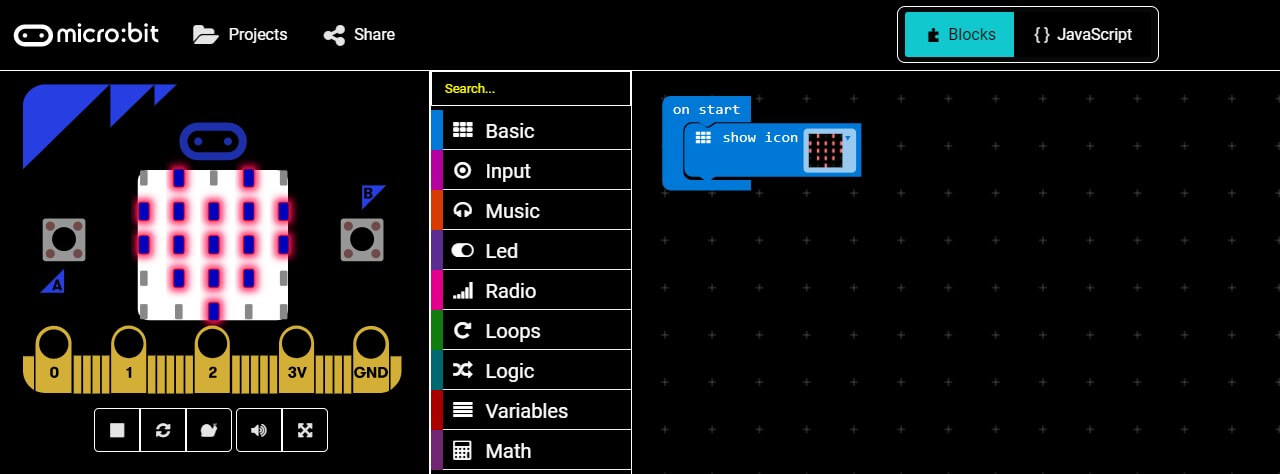 micro:bit
Projects
Share
Blocks
{ } JavaScript
Search...
Basic
Input
Music
Led
Radio
Loops
Logic
Variables
Math
on start
show icon
B
A
0 1 2 3V GND